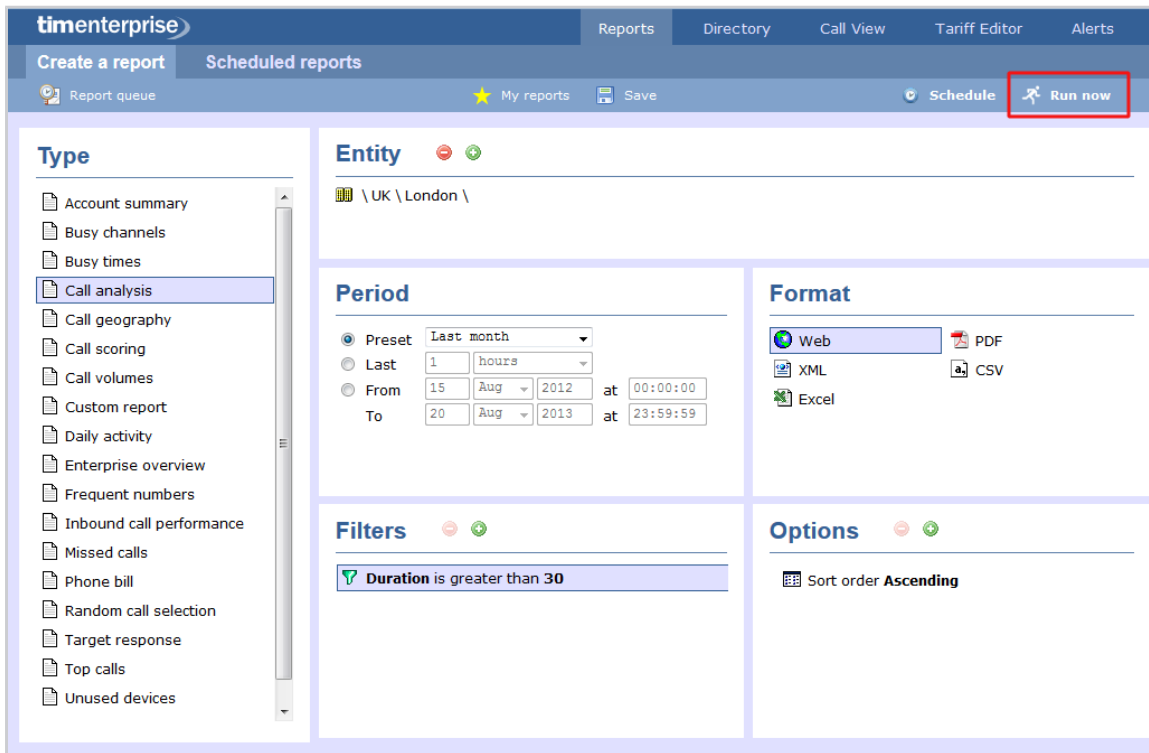 timenterprise
Reports Directory Call View Tariff Editor Alerts
Create a report Scheduled reports
Report queue My reports Save Schedule Run now
Type
Account summary
Busy channels
Busy times
Call analysis
Call geography
Call scoring
Call volumes
Custom report
Daily activity
Enterprise overview
Frequent numbers
Inbound call performance
Missed calls
Phone bill
Random call selection
Target response
Top calls
Unused devices
Entity
\ UK \ London \
Period
Preset Last month
Last 1 hours
From 15 Aug 2012 at 00:00:00
To 20 Aug 2013 at 23:59:59
Format
Web PDF
XML CSV
Excel
Filters
Duration is greater than 30
Options
Sort order Ascending